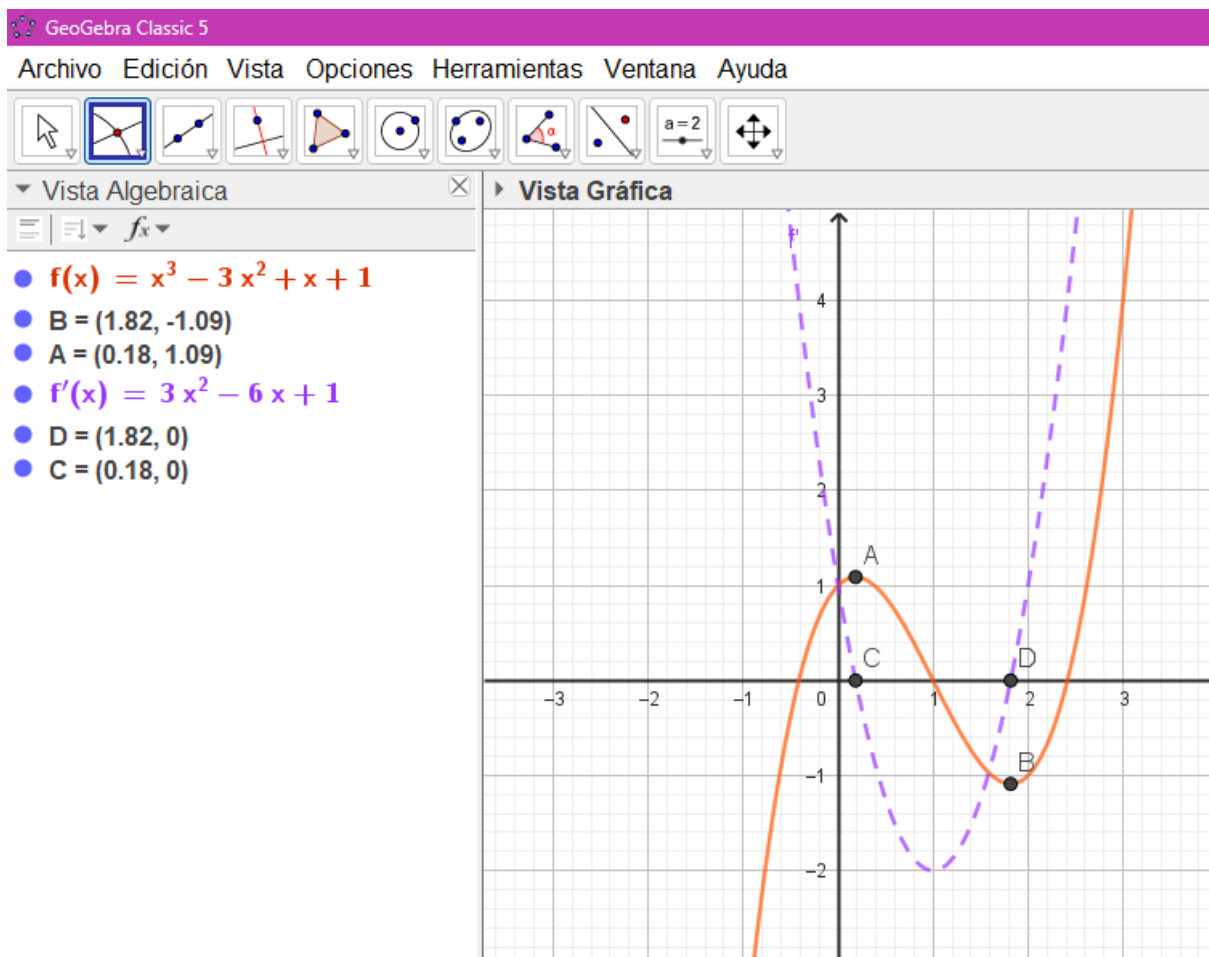 GeoGebra Classic 5
Archivo Edición Vista Opciones Herramientas Ventana Ayuda
α a=2
Vista Algebraica
Vista Gráfica
fx
f(x) = x³ − 3 x² + x + 1
B = (1.82, -1.09)
A = (0.18, 1.09)
f′(x) = 3 x² − 6 x + 1
D = (1.82, 0)
C = (0.18, 0)
f'
4
3
2
A
1
C D
−3 −2 −1 0 1 2 3
B
−1
−2